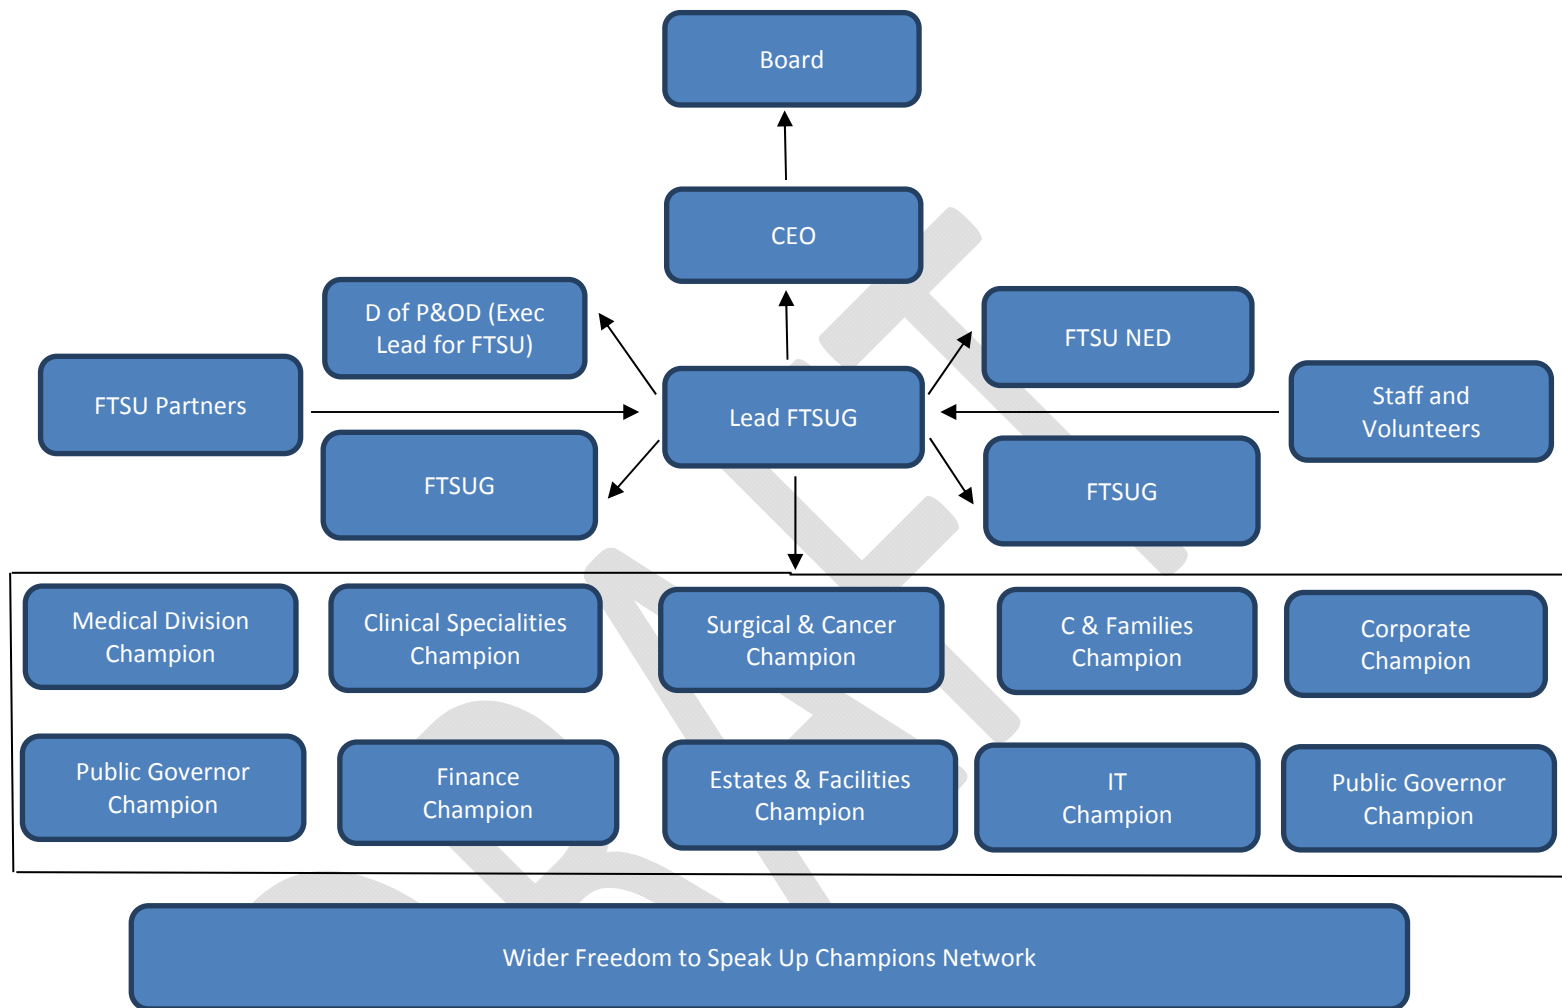 Board
CEO
D of P&OD (Exec
Lead for FTSU)
FTSU NED
FTSU Partners
Lead FTSUG
Staff and
Volunteers
FTSUG
FTSUG
Medical Division
Champion
Clinical Specialities
Champion
Surgical & Cancer
Champion
C & Families
Champion
Corporate
Champion
Public Governor
Champion
Finance
Champion
Estates & Facilities
Champion
IT
Champion
Public Governor
Champion
Wider Freedom to Speak Up Champions Network
DRAFT